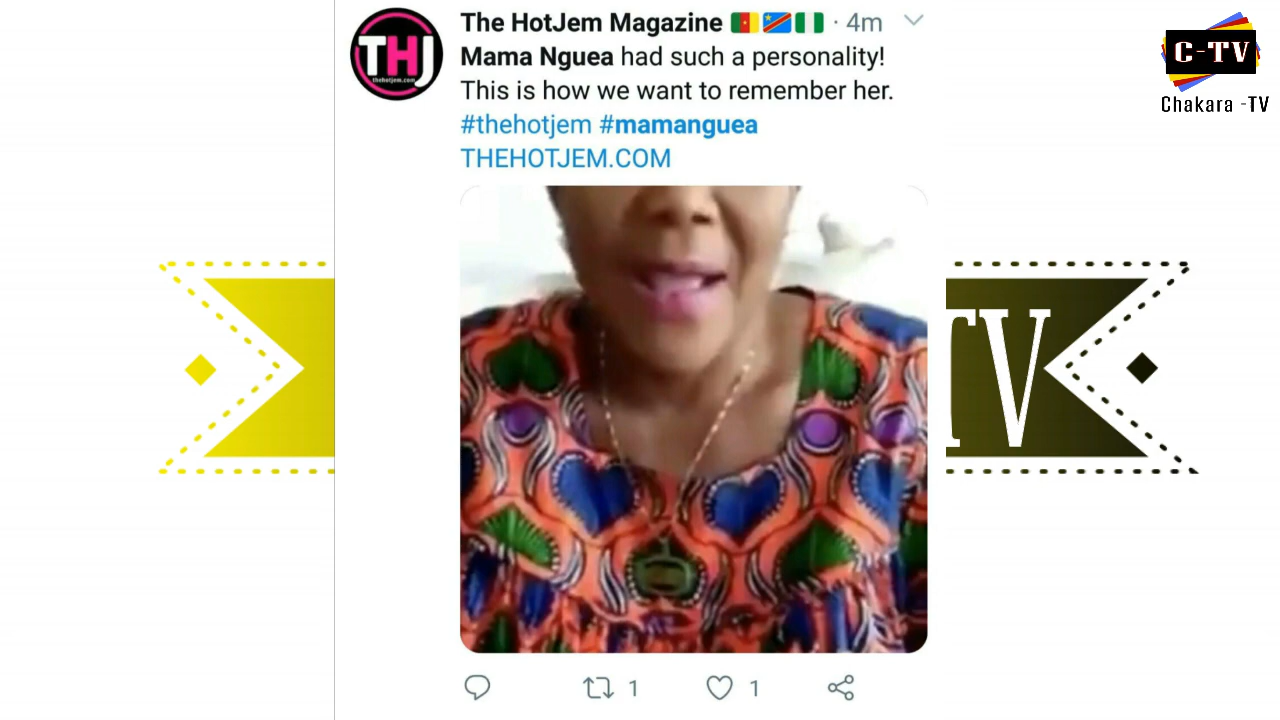 The HotJem Magazine 🇨🇲🇨🇩🇳🇬 · 4m
Mama Nguea had such a personality!
This is how we want to remember her.
#thehotjem #mamanguea
THEHOTJEM.COM
THJ
thehotjem.com
C-TV
Chakara -TV
TV
1
1